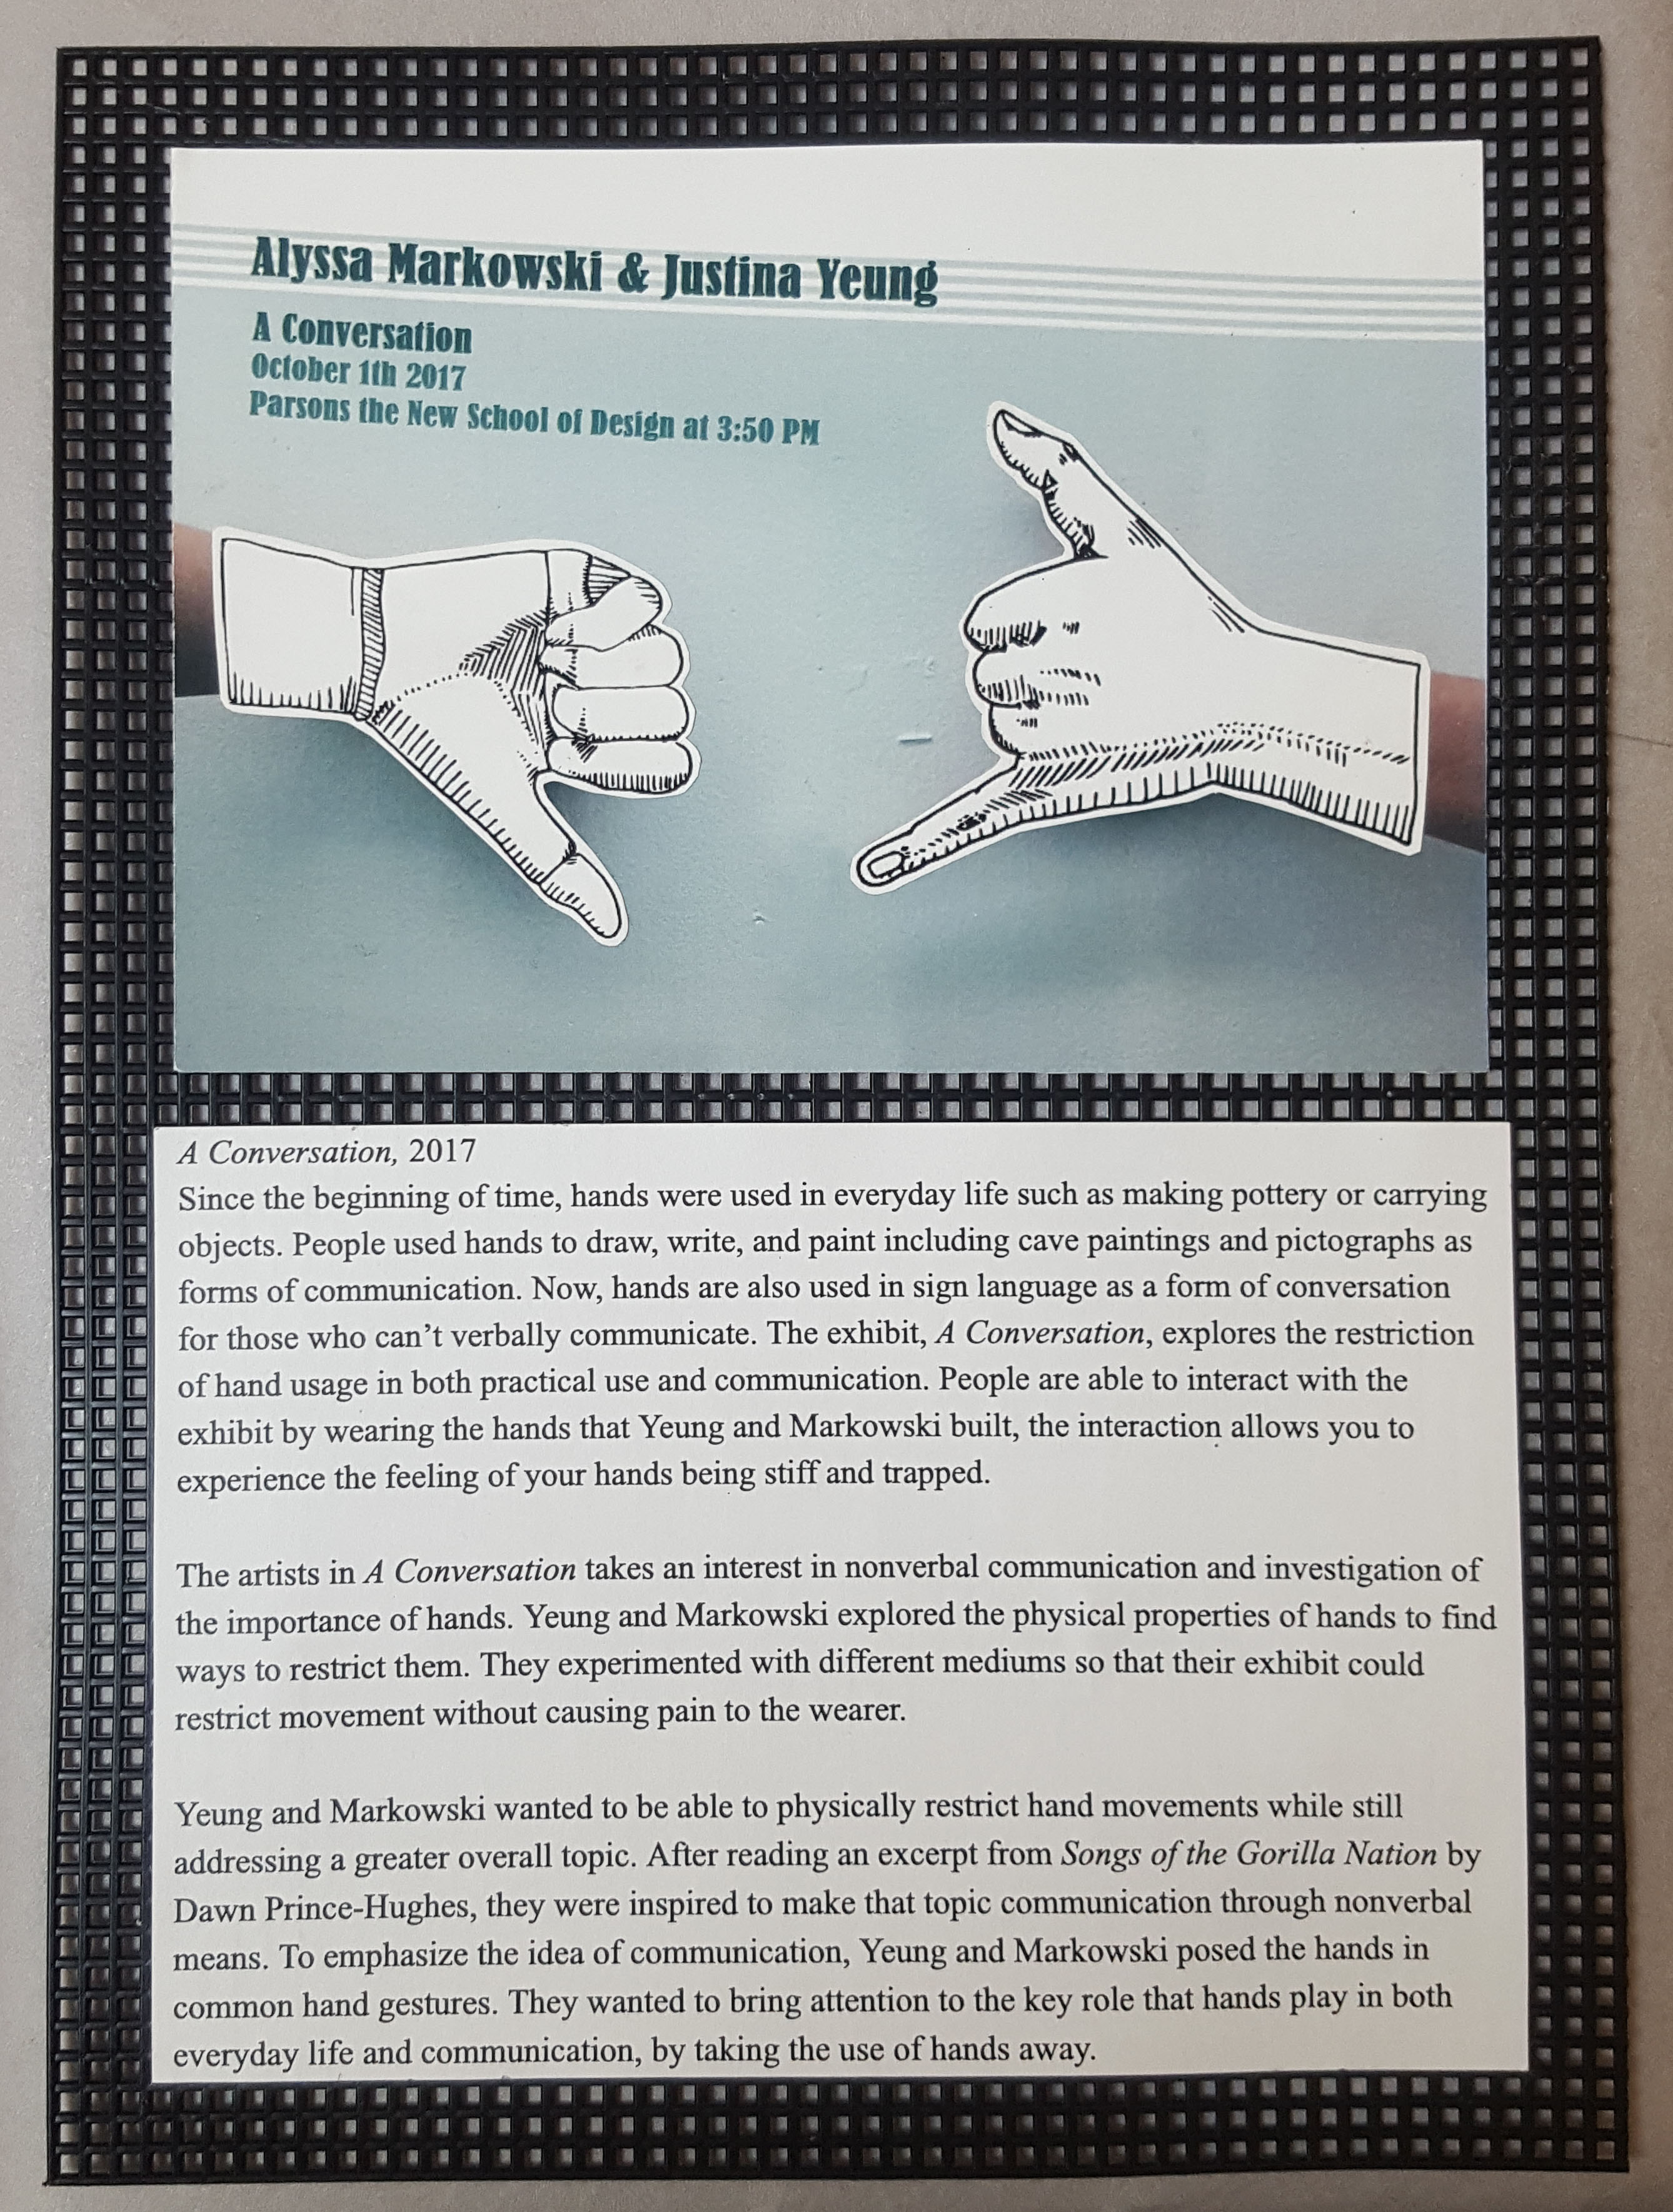 Alyssa Markowski & Justina Yeung
A Conversation
October 1th 2017
Parsons the New School of Design at 3:50 PM
A Conversation, 2017
Since the beginning of time, hands were used in everyday life such as making pottery or carrying
objects. People used hands to draw, write, and paint including cave paintings and pictographs as
forms of communication. Now, hands are also used in sign language as a form of conversation
for those who can't verbally communicate. The exhibit, A Conversation, explores the restriction
of hand usage in both practical use and communication. People are able to interact with the
exhibit by wearing the hands that Yeung and Markowski built, the interaction allows you to
experience the feeling of your hands being stiff and trapped.
The artists in A Conversation takes an interest in nonverbal communication and investigation of
the importance of hands. Yeung and Markowski explored the physical properties of hands to find
ways to restrict them. They experimented with different mediums so that their exhibit could
restrict movement without causing pain to the wearer.
Yeung and Markowski wanted to be able to physically restrict hand movements while still
addressing a greater overall topic. After reading an excerpt from Songs of the Gorilla Nation by
Dawn Prince-Hughes, they were inspired to make that topic communication through nonverbal
means. To emphasize the idea of communication, Yeung and Markowski posed the hands in
common hand gestures. They wanted to bring attention to the key role that hands play in both
everyday life and communication, by taking the use of hands away.